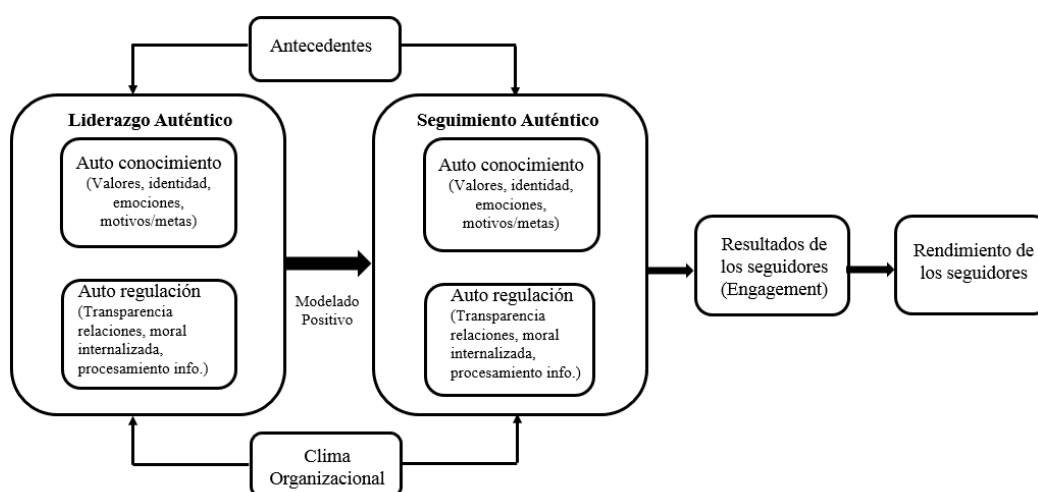 Antecedentes
Liderazgo Auténtico
Auto conocimiento
(Valores, identidad,
emociones,
motivos/metas)
Auto regulación
(Transparencia
relaciones, moral
internalizada,
procesamiento info.)
Modelado
Positivo
Seguimiento Auténtico
Auto conocimiento
(Valores, identidad,
emociones,
motivos/metas)
Auto regulación
(Transparencia
relaciones, moral
internalizada,
procesamiento info.)
Resultados de
los seguidores
(Engagement)
Rendimiento de
los seguidores
Clima
Organizacional